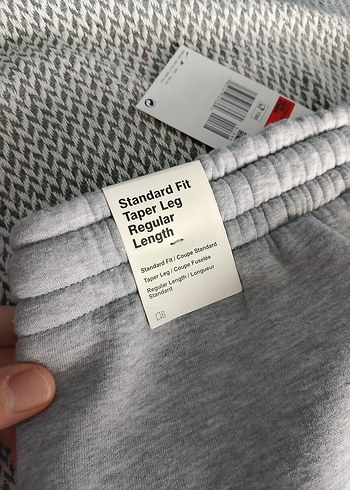 Standard Fit
Taper Leg
Regular
Length
Standard Fit / Coupe Standard
Taper Leg / Coupe Fuselée
Regular Length / Longueur
Standard